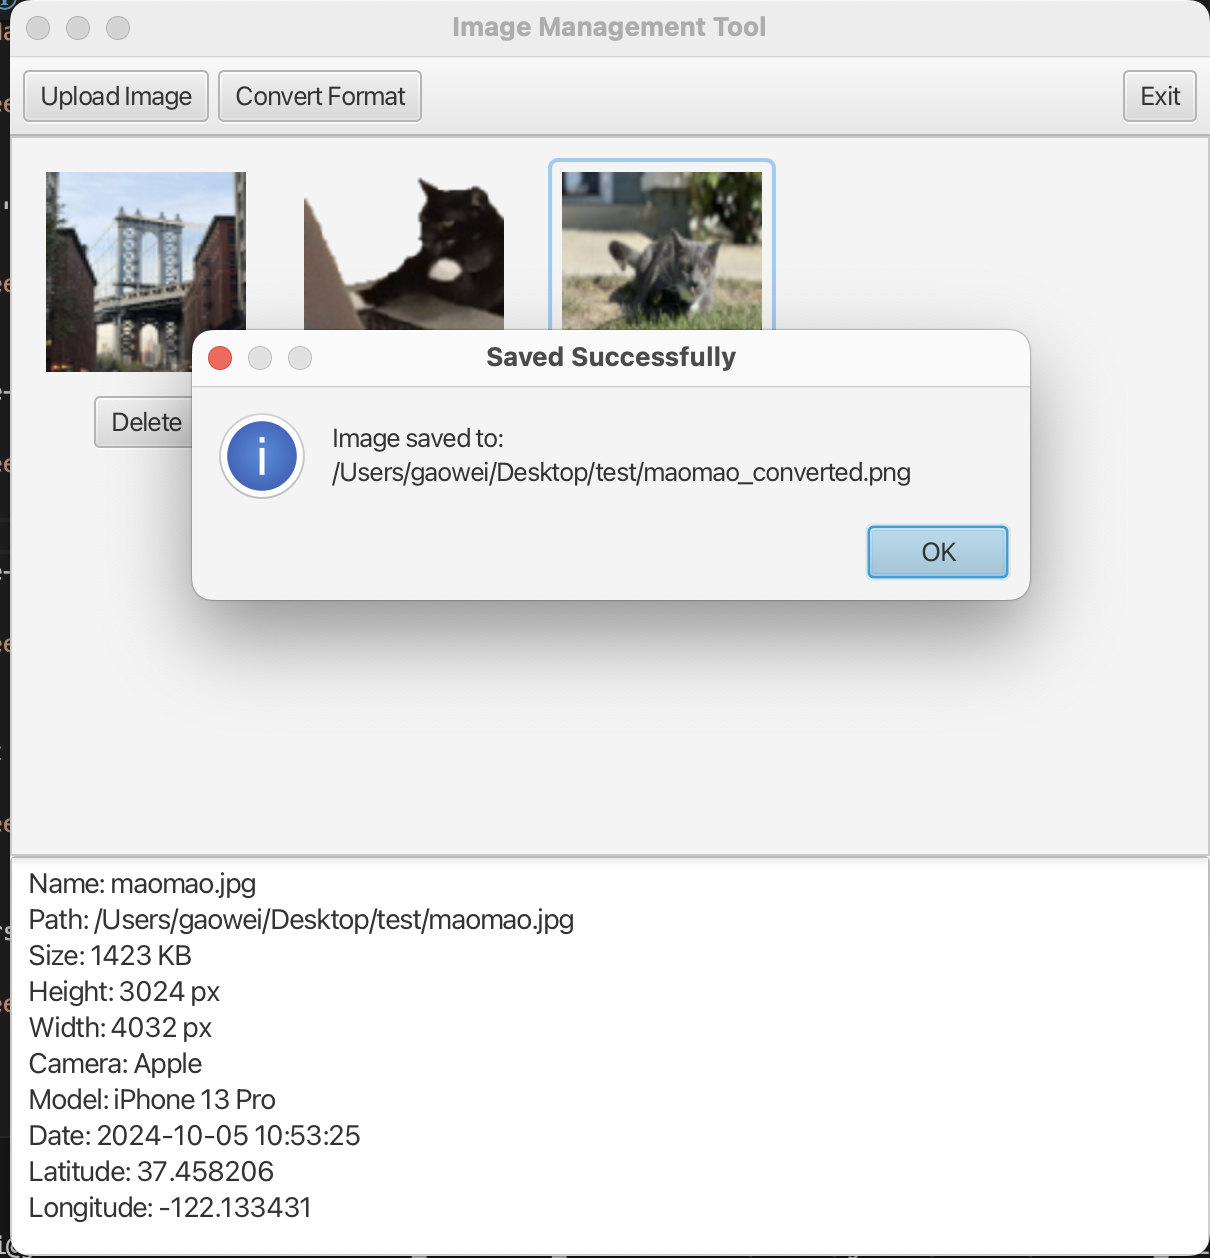 Image Management Tool
Upload Image
Convert Format
Exit
Delete
Saved Successfully
i
Image saved to:
/Users/gaowei/Desktop/test/maomao_converted.png
OK
Name: maomao.jpg
Path: /Users/gaowei/Desktop/test/maomao.jpg
Size: 1423 KB
Height: 3024 px
Width: 4032 px
Camera: Apple
Model: iPhone 13 Pro
Date: 2024-10-05 10:53:25
Latitude: 37.458206
Longitude: -122.133431